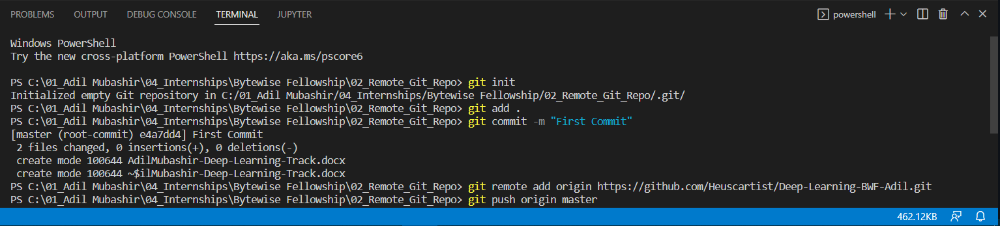 PROBLEMS OUTPUT DEBUG CONSOLE TERMINAL JUPYTER powershell
Windows PowerShell
Try the new cross-platform PowerShell https://aka.ms/pscore6
PS C:\01_Adil Mubashir\04_Internships\Bytewise Fellowship\02_Remote_Git_Repo> git init
Initialized empty Git repository in C:/01_Adil Mubashir/04_Internships/Bytewise Fellowship/02_Remote_Git_Repo/.git/
PS C:\01_Adil Mubashir\04_Internships\Bytewise Fellowship\02_Remote_Git_Repo> git add .
PS C:\01_Adil Mubashir\04_Internships\Bytewise Fellowship\02_Remote_Git_Repo> git commit -m "First Commit"
[master (root-commit) e4a7dd4] First Commit
2 files changed, 0 insertions(+), 0 deletions(-)
create mode 100644 AdilMubashir-Deep-Learning-Track.docx
create mode 100644 ~$ilMubashir-Deep-Learning-Track.docx
PS C:\01_Adil Mubashir\04_Internships\Bytewise Fellowship\02_Remote_Git_Repo> git remote add origin https://github.com/Heuscartist/Deep-Learning-BWF-Adil.git
PS C:\01_Adil Mubashir\04_Internships\Bytewise Fellowship\02_Remote_Git_Repo> git push origin master
462.12KB